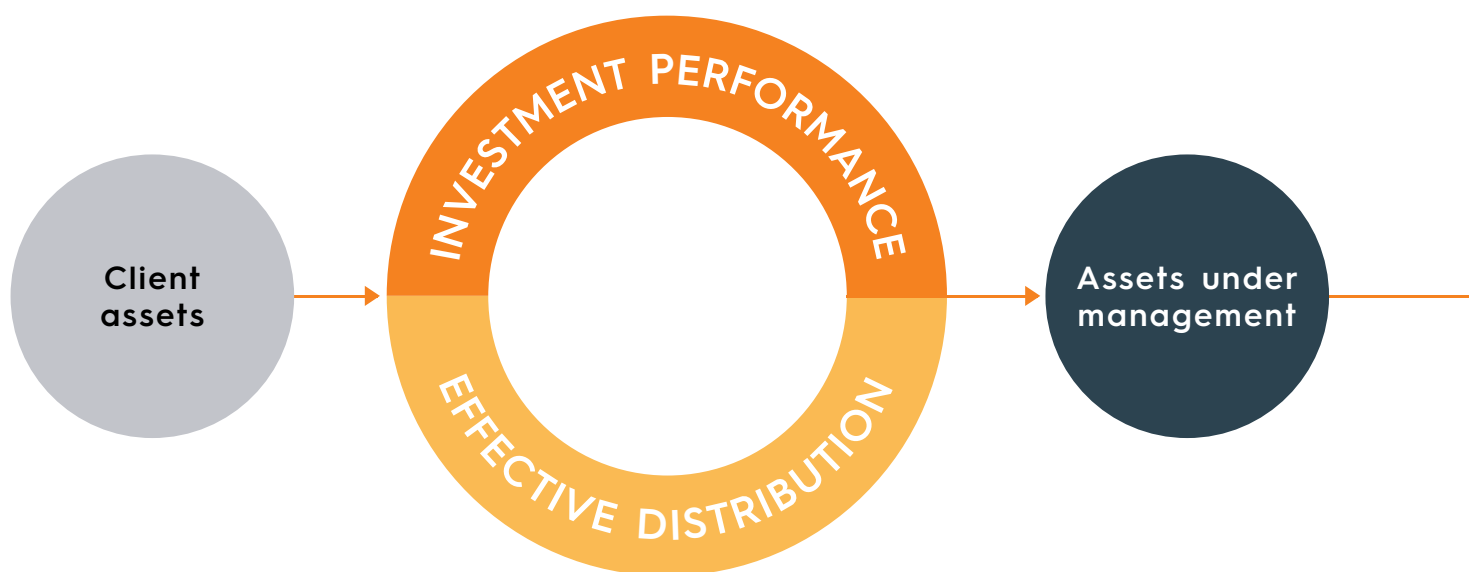 INVESTMENT PERFORMANCE
Client
assets
Assets under
management
EFFECTIVE DISTRIBUTION